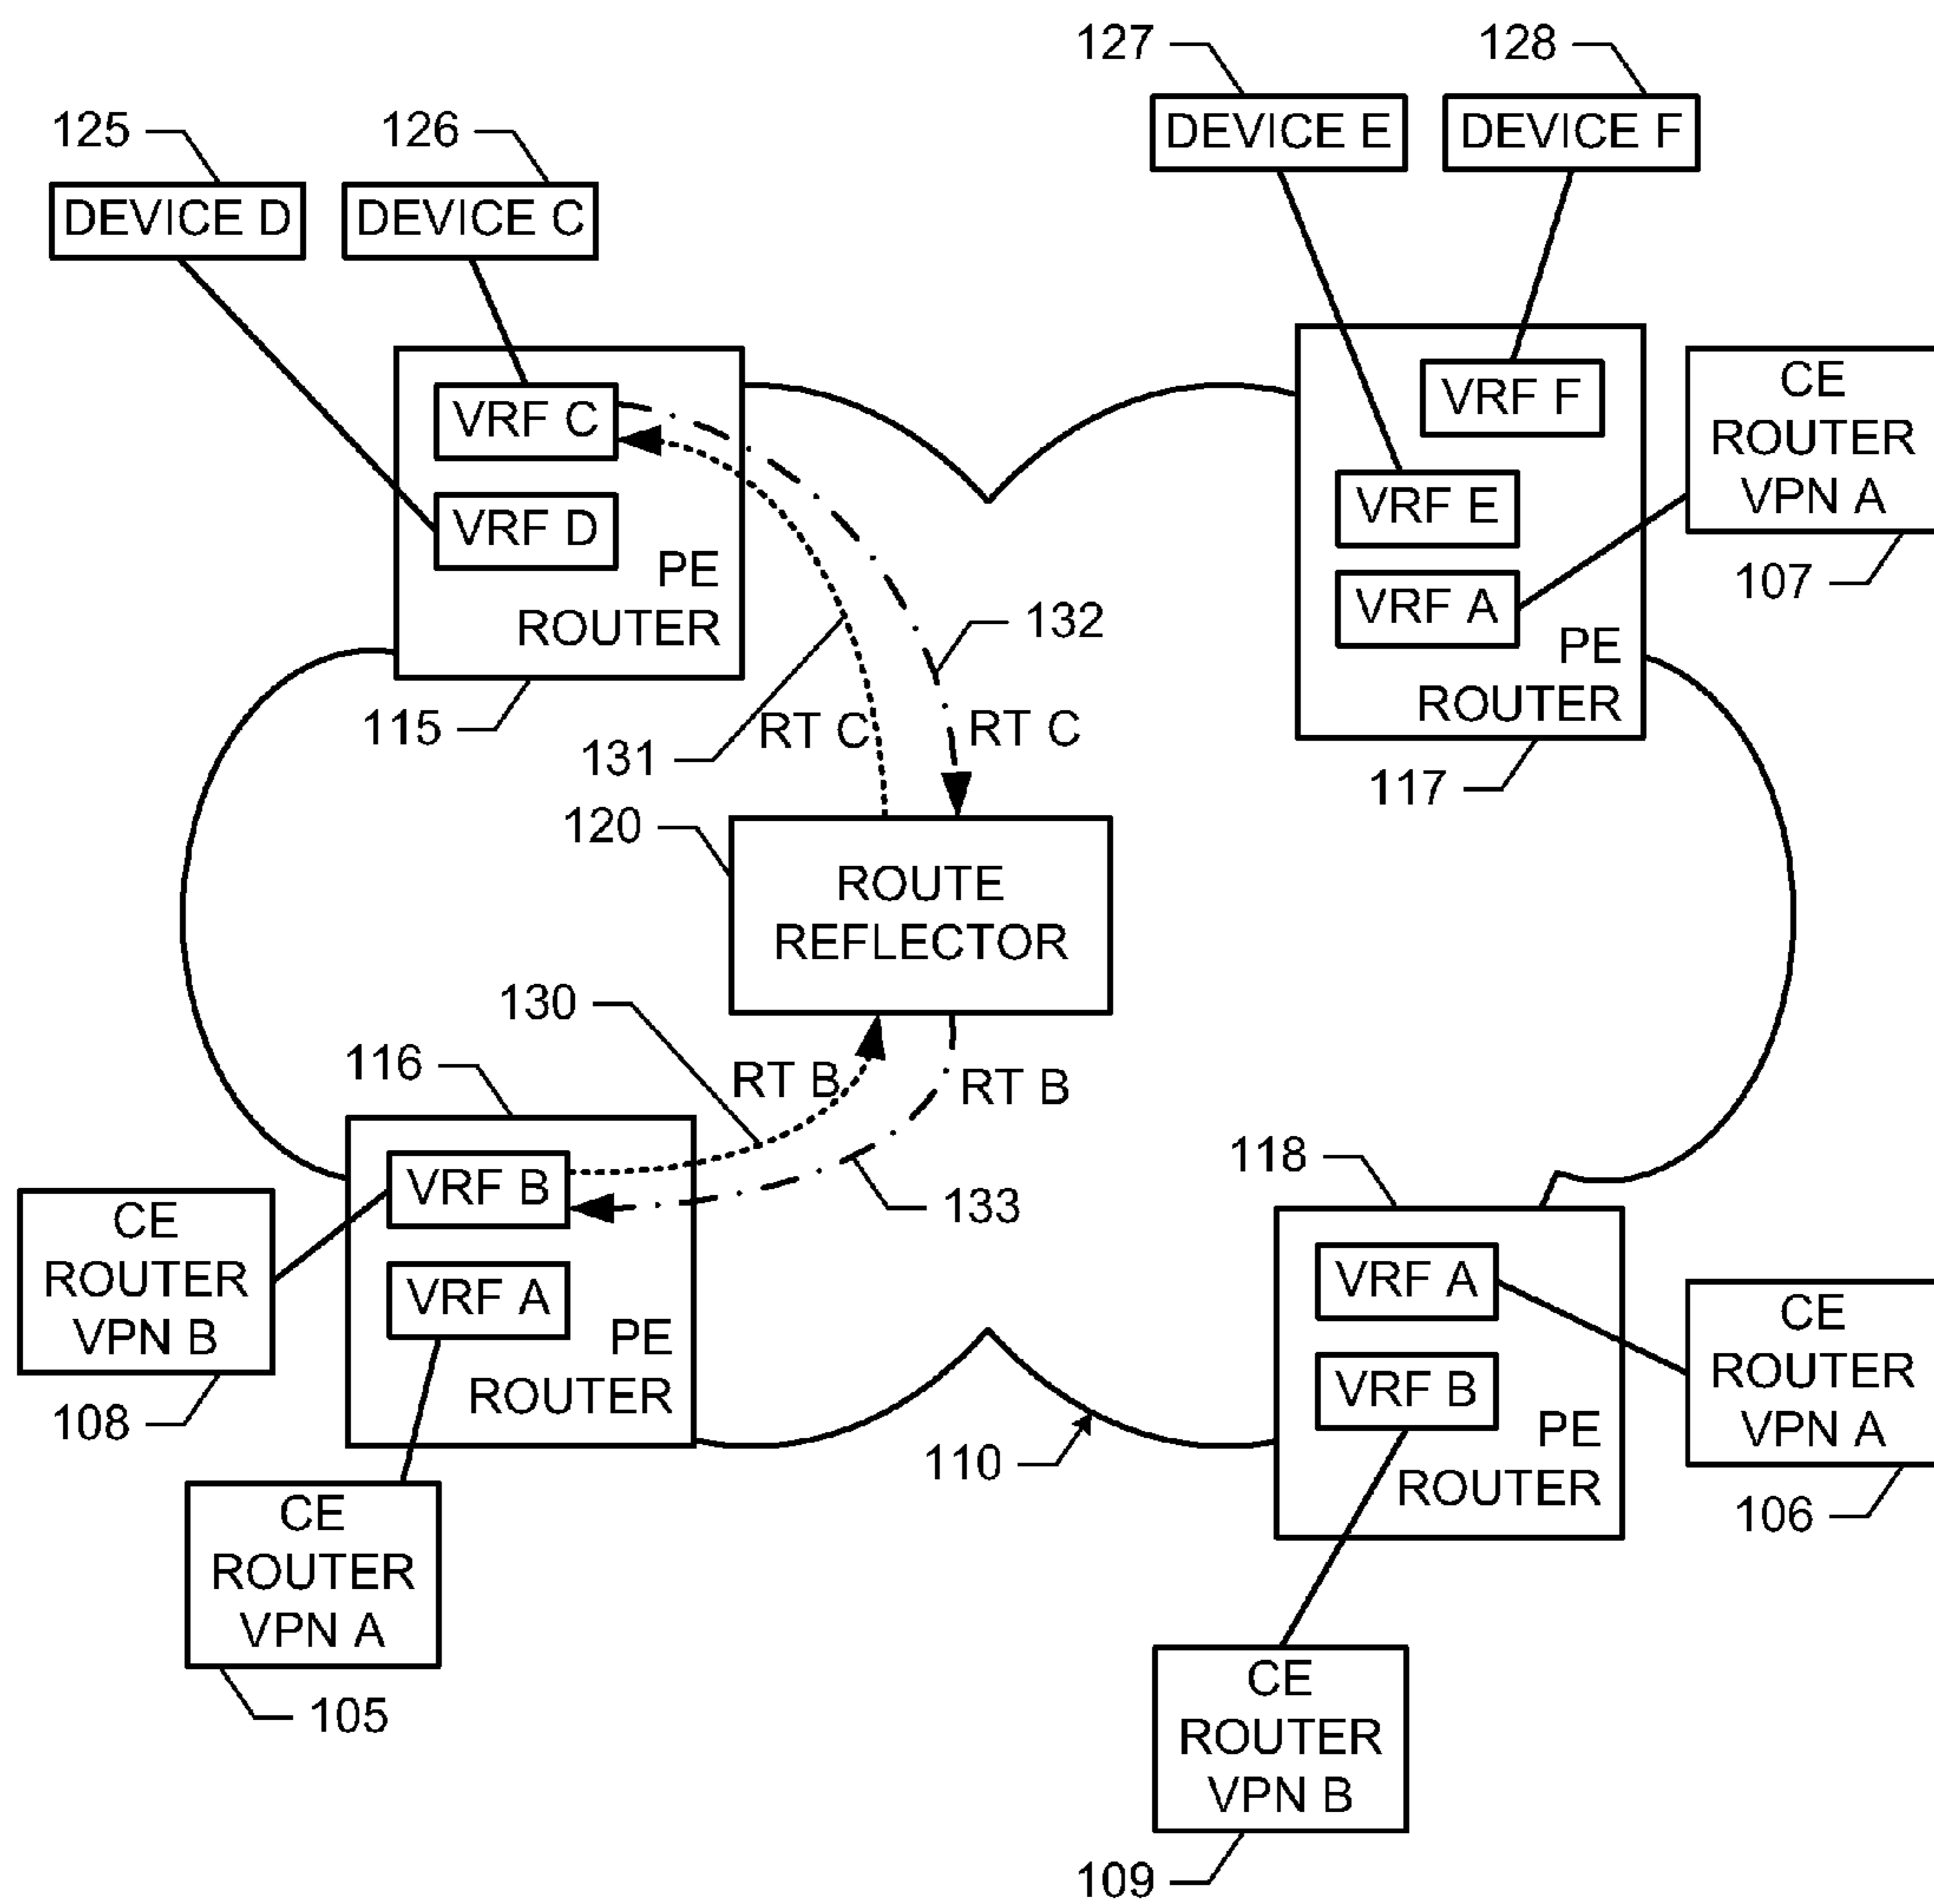 127
128
DEVICE E
DEVICE F
125
126
DEVICE D
DEVICE C
VRF C
VRF D
PE
ROUTER
115
VRF F
VRF E
VRF A
PE
ROUTER
117
CE
ROUTER
VPN A
107
132
131
RT C
RT C
120
ROUTE
REFLECTOR
130
RT B
RT B
133
116
VRF B
VRF A
PE
ROUTER
CE
ROUTER
VPN B
108
CE
ROUTER
VPN A
105
110
118
VRF A
VRF B
PE
ROUTER
CE
ROUTER
VPN A
106
CE
ROUTER
VPN B
109